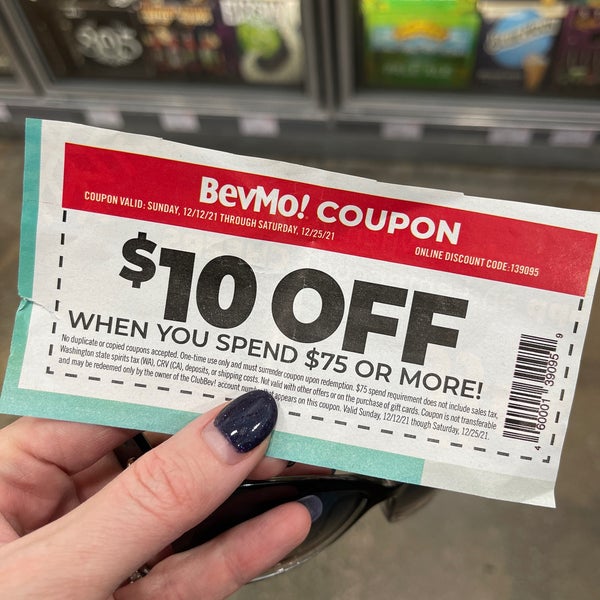 BevMo! COUPON
COUPON VALID: SUNDAY, 12/12/21 THROUGH SATURDAY, 12/25/21
ONLINE DISCOUNT CODE: 139095
$10 OFF
WHEN YOU SPEND $75 OR MORE!
No duplicate or copied coupons accepted. One-time use only and must surrender coupon upon redemption. $75 spend requirement does not include sales tax,
Washington state spirits tax (WA), CRV (CA), deposits, or shipping costs. Not valid with other offers or on the purchase of gift cards. Coupon is not transferable
and may be redeemed only by the owner of the ClubBev! account appears on this coupon. Valid Sunday, 12/12/21 though Saturday, 12/25/21.
4 60001 39095 9